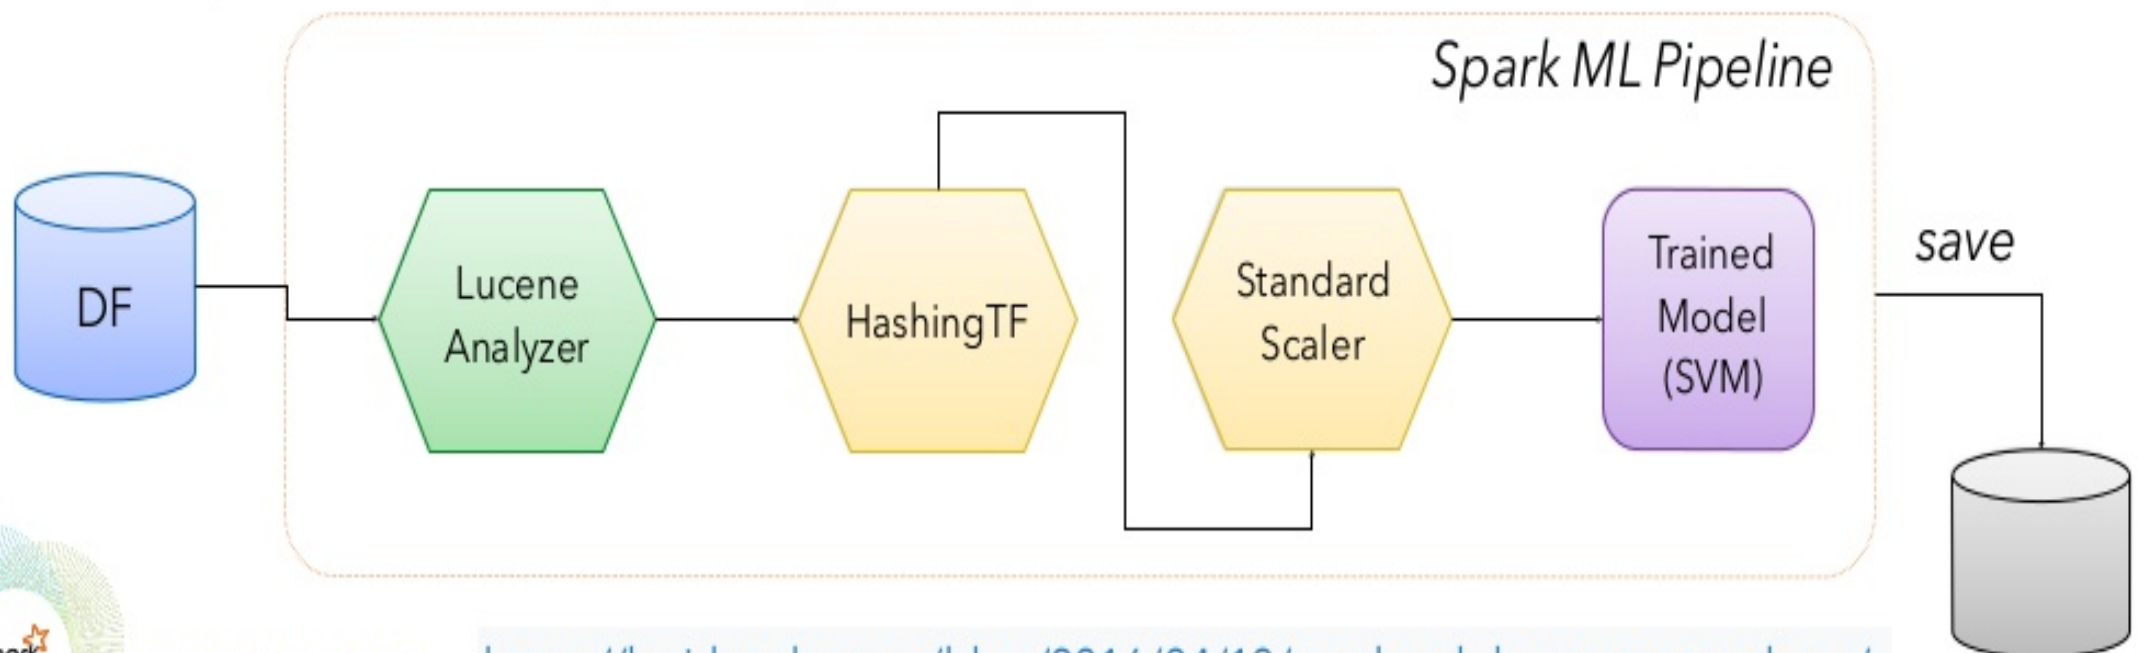 Spark ML Pipeline
DF
Lucene
Analyzer
HashingTF
Standard
Scaler
Trained
Model
(SVM)
save